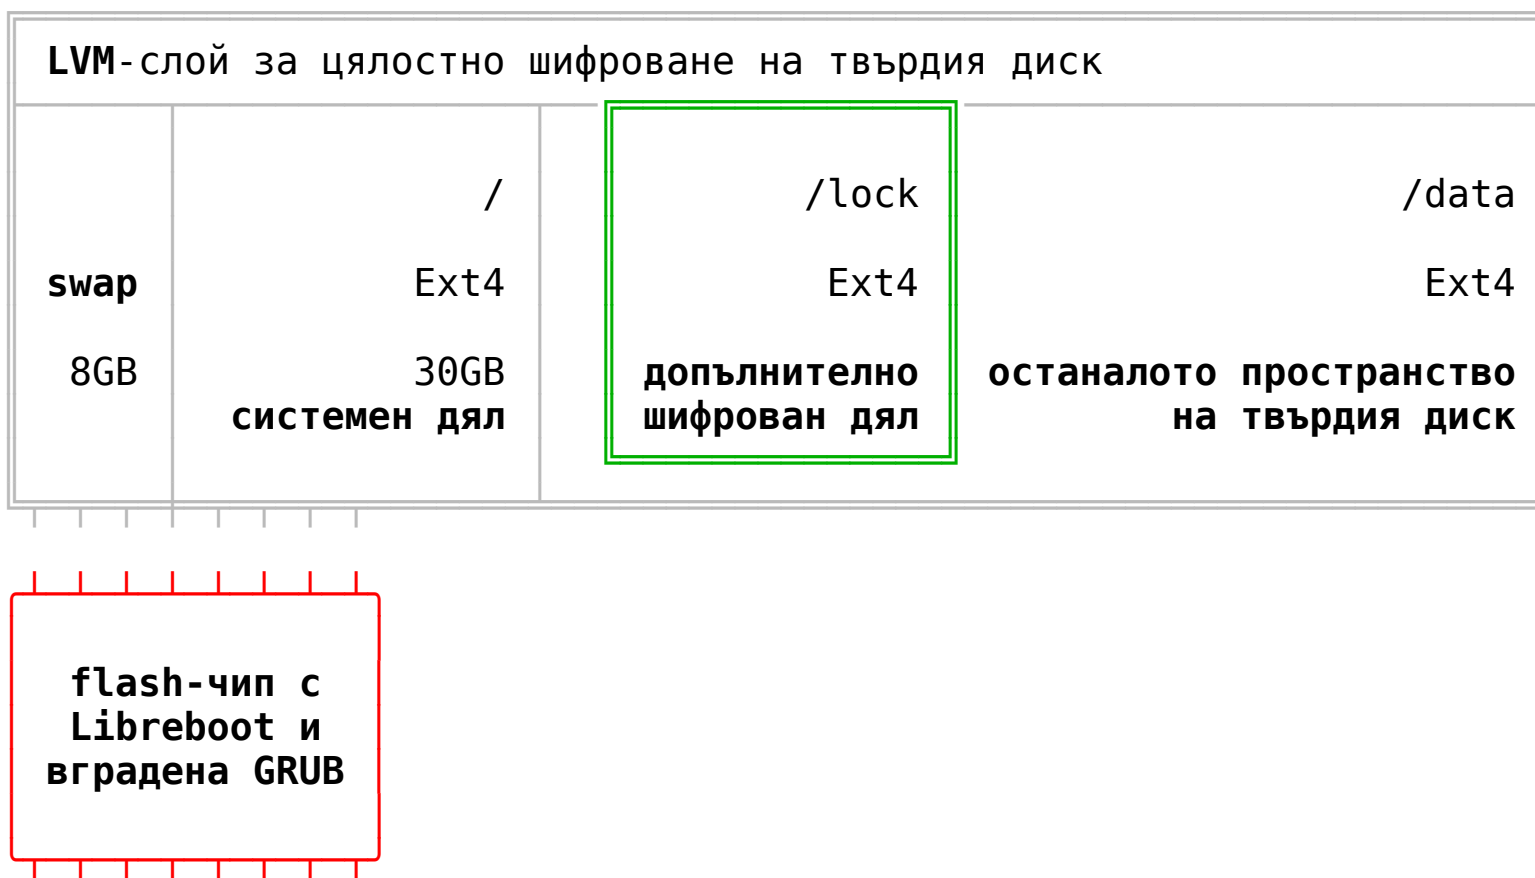 LVM-слой за цялостно шифроване на твърдия диск
/ /lock /data
swap Ext4 Ext4 Ext4
8GB 30GB допълнително останалото пространство
системен дял шифрован дял на твърдия диск
flash-чип с
Libreboot и
вградена GRUB